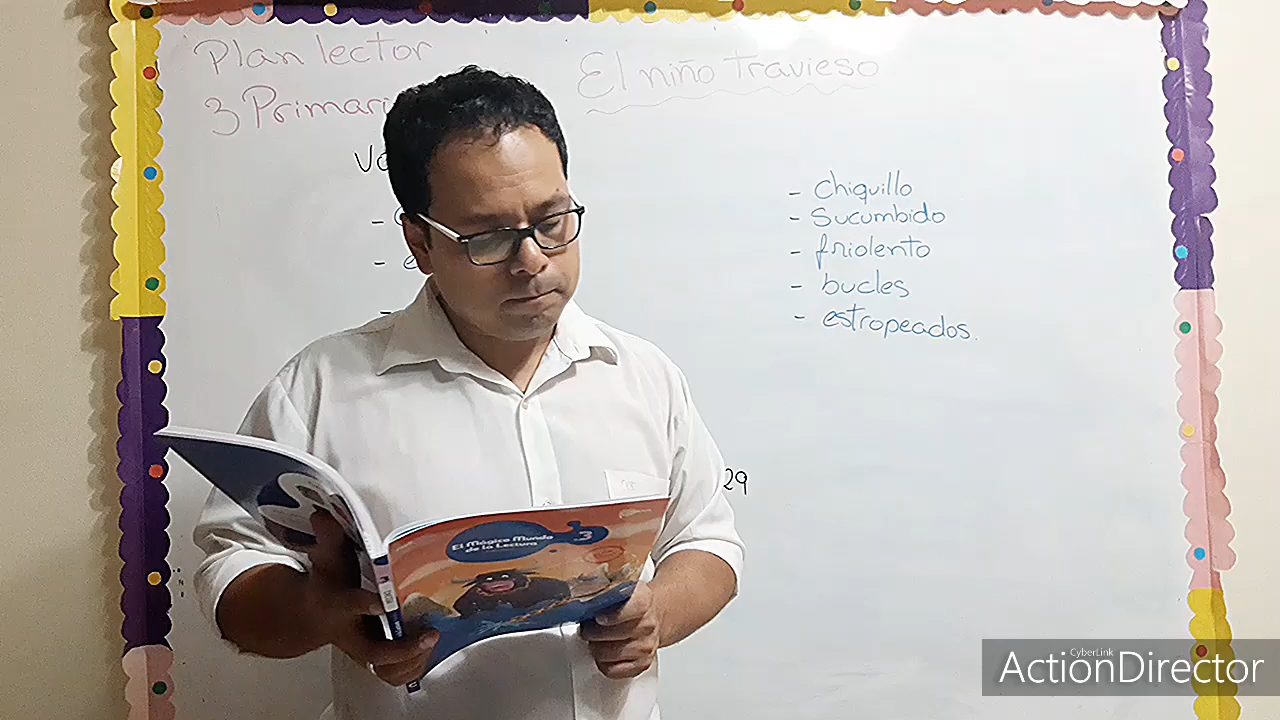 Plan lector
El niño travieso
3 Primari
- chiquillo
- Sucumbido
- friolento
- bucles
- estropeados.
29
El Mágico Mundo
de la Lectura
3
CyberLink
ActionDirector